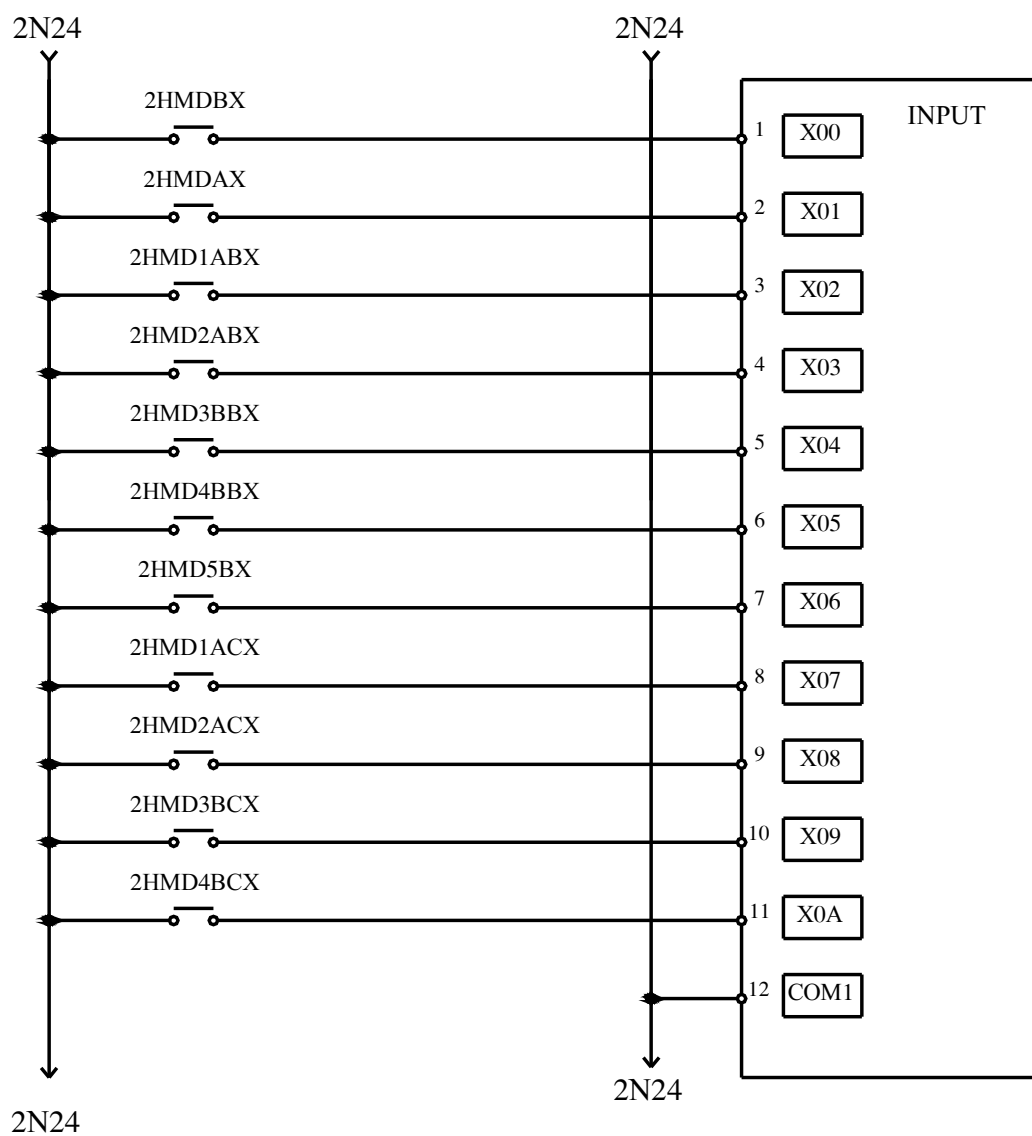 2N24
2N24
INPUT
2HMDBX
1
X00
2HMDAX
2
X01
2HMD1ABX
3
X02
2HMD2ABX
4
X03
2HMD3BBX
5
X04
2HMD4BBX
6
X05
2HMD5BX
7
X06
2HMD1ACX
8
X07
2HMD2ACX
9
X08
2HMD3BCX
10
X09
2HMD4BCX
11
X0A
12
COM1
2N24
2N24